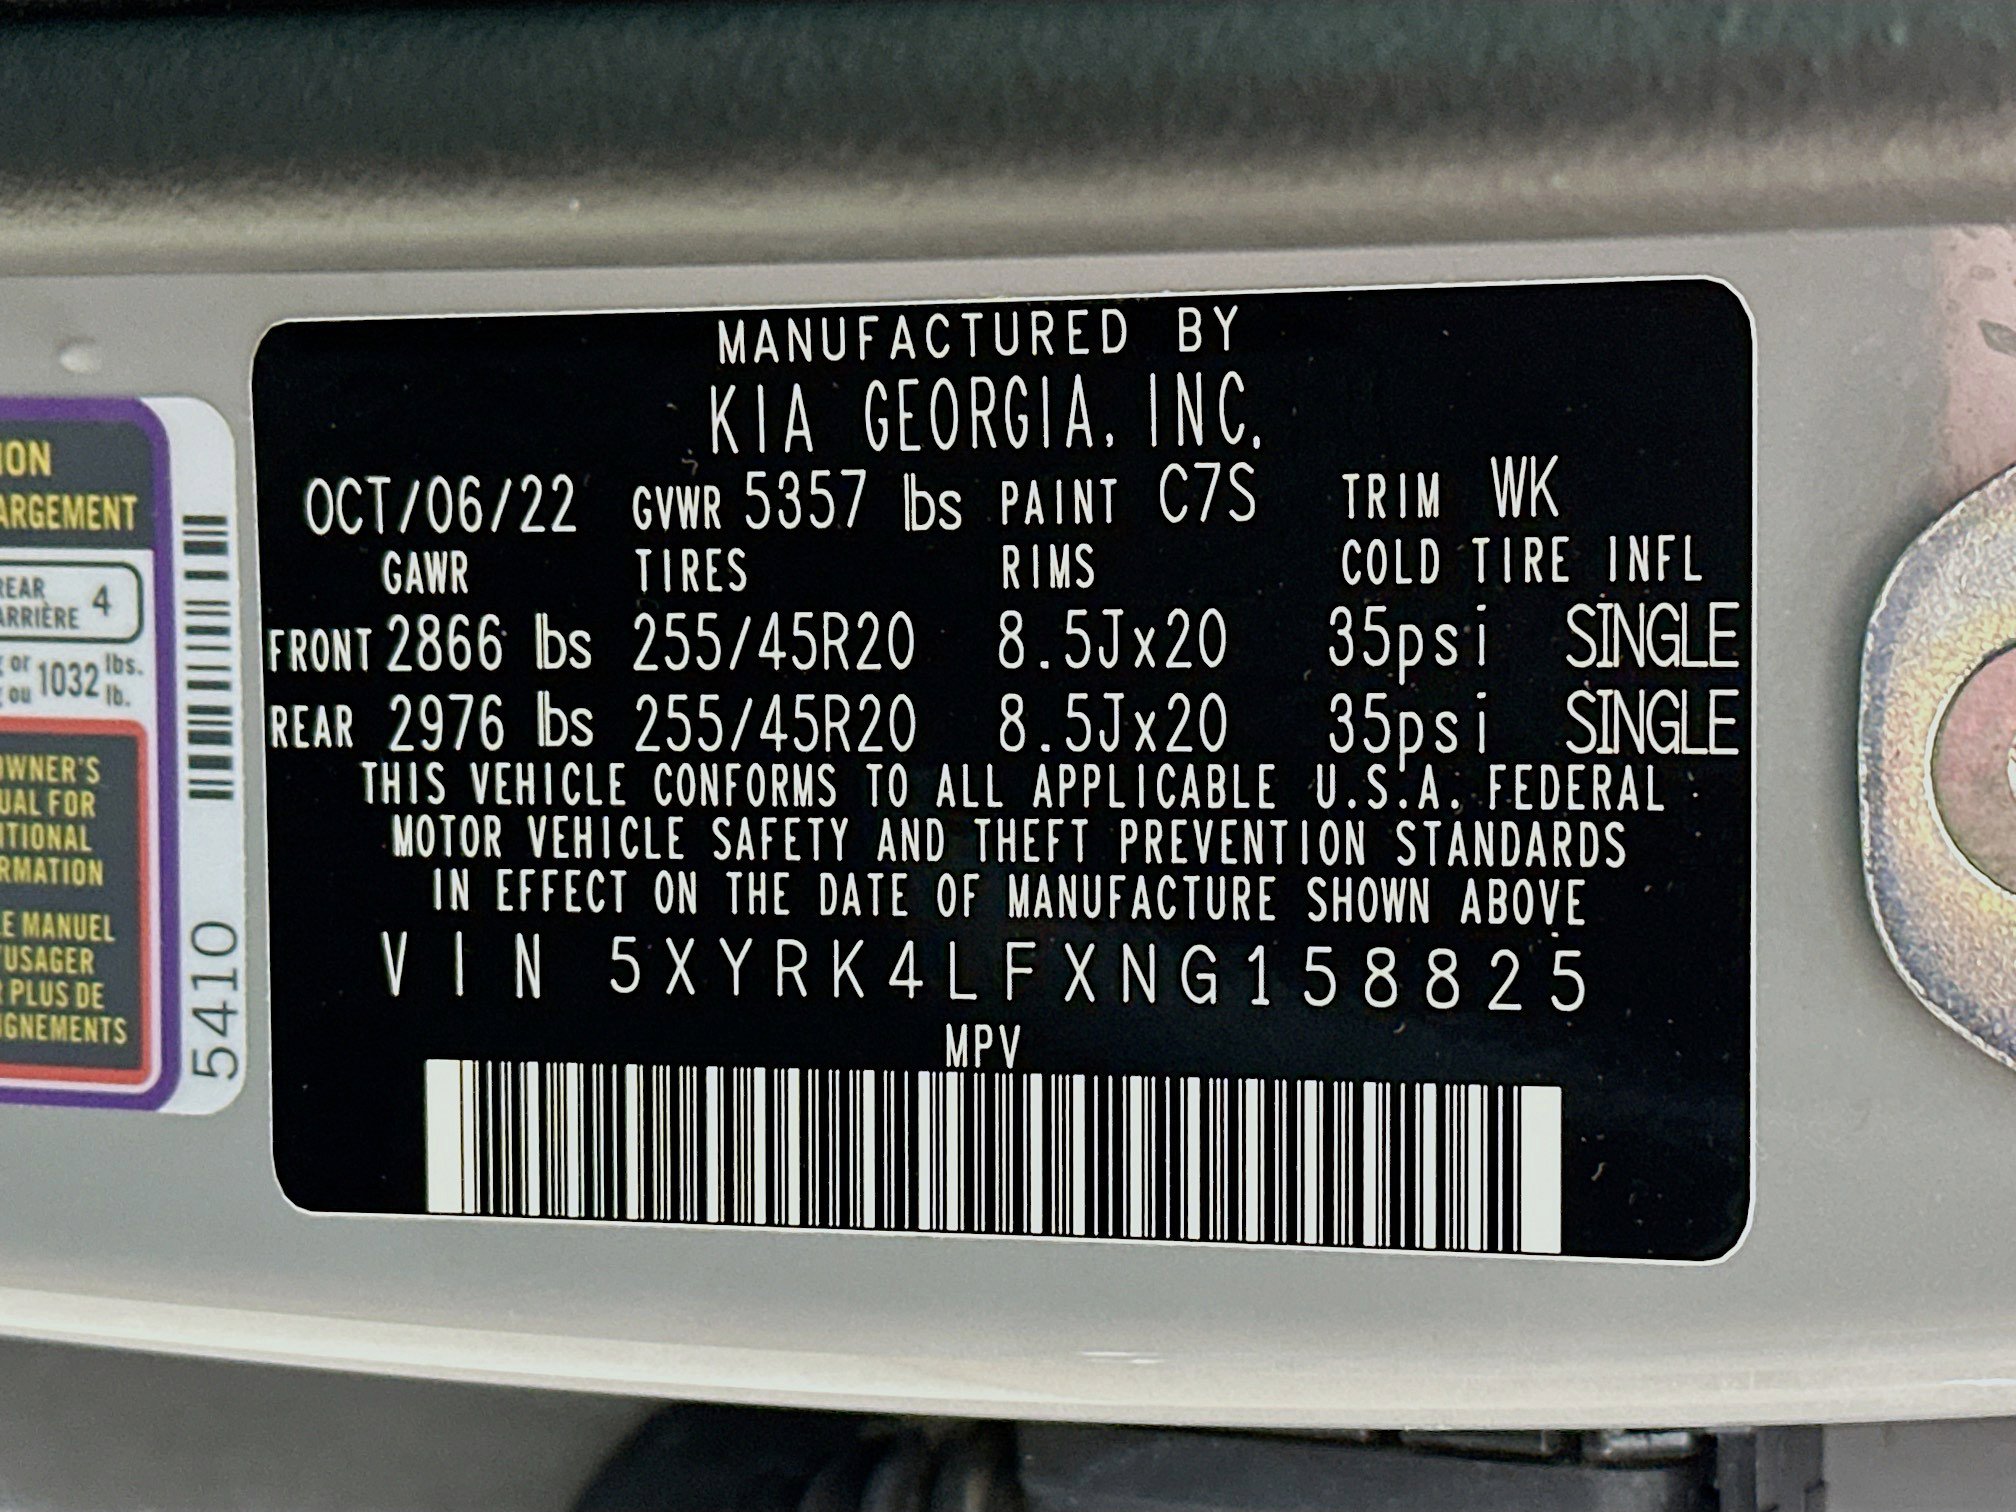 ION
ARGEMENT
REAR
ARRIÈRE 4
or
ou 1032 lbs.
lb.
OWNER'S
UAL FOR
ITIONAL
RMATION
E MANUEL
'USAGER
PLUS DE
IGNEMENTS
5410
MANUFACTURED BY
KIA GEORGIA, INC.
OCT/06/22 GVWR 5357 lbs PAINT C7S TRIM WK
GAWR TIRES RIMS COLD TIRE INFL
FRONT 2866 lbs 255/45R20 8.5Jx20 35psi SINGLE
REAR 2976 lbs 255/45R20 8.5Jx20 35psi SINGLE
THIS VEHICLE CONFORMS TO ALL APPLICABLE U.S.A. FEDERAL
MOTOR VEHICLE SAFETY AND THEFT PREVENTION STANDARDS
IN EFFECT ON THE DATE OF MANUFACTURE SHOWN ABOVE
VIN 5XYRK4LFXNG158825
MPV